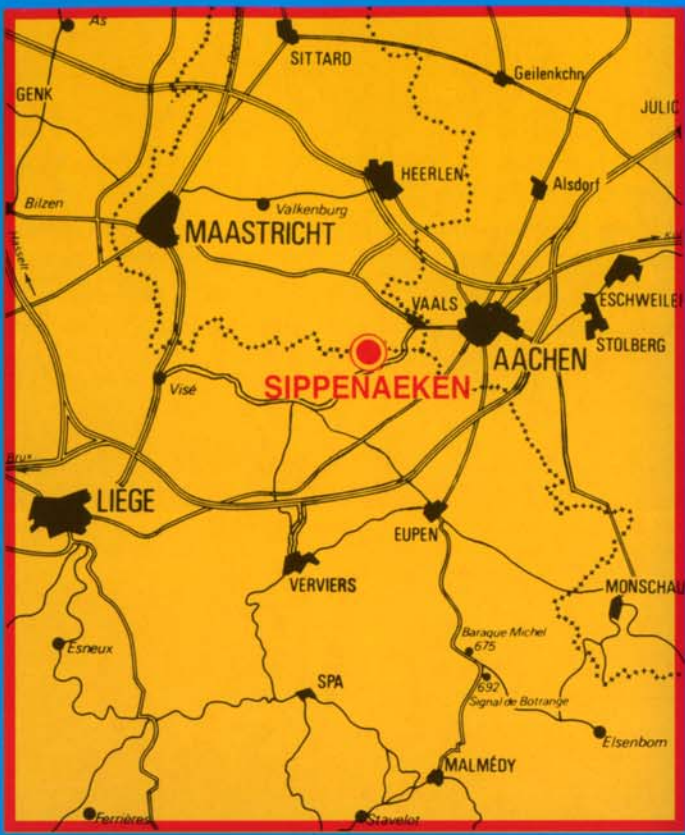 As
SITTARD
Geilenkchn
GENK
JULIC
HEERLEN
Alsdorf
Bilzen
Valkenburg
MAASTRICHT
Hasselt
VAALS
ESCHWEILER
AACHEN
STOLBERG
SIPPENAEKEN
Visé
Brux
LIEGE
EUPEN
VERVIERS
MONSCHAU
Baraque Michel
675
Esneux
SPA
692
Signal de Botrange
Elsenborn
MALMÉDY
Ferrières
Stavelot